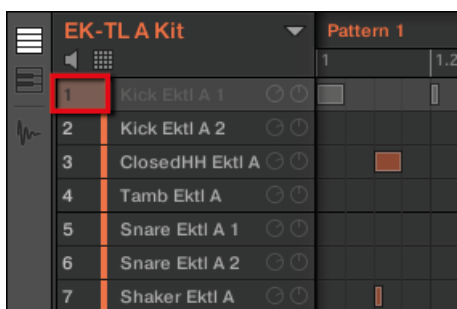 EK-TL A Kit
Pattern 1
1 1.2
1 Kick Ektl A 1
2 Kick Ektl A 2
3 ClosedHH Ektl A
4 Tamb Ektl A
5 Snare Ektl A 1
6 Snare Ektl A 2
7 Shaker Ektl A